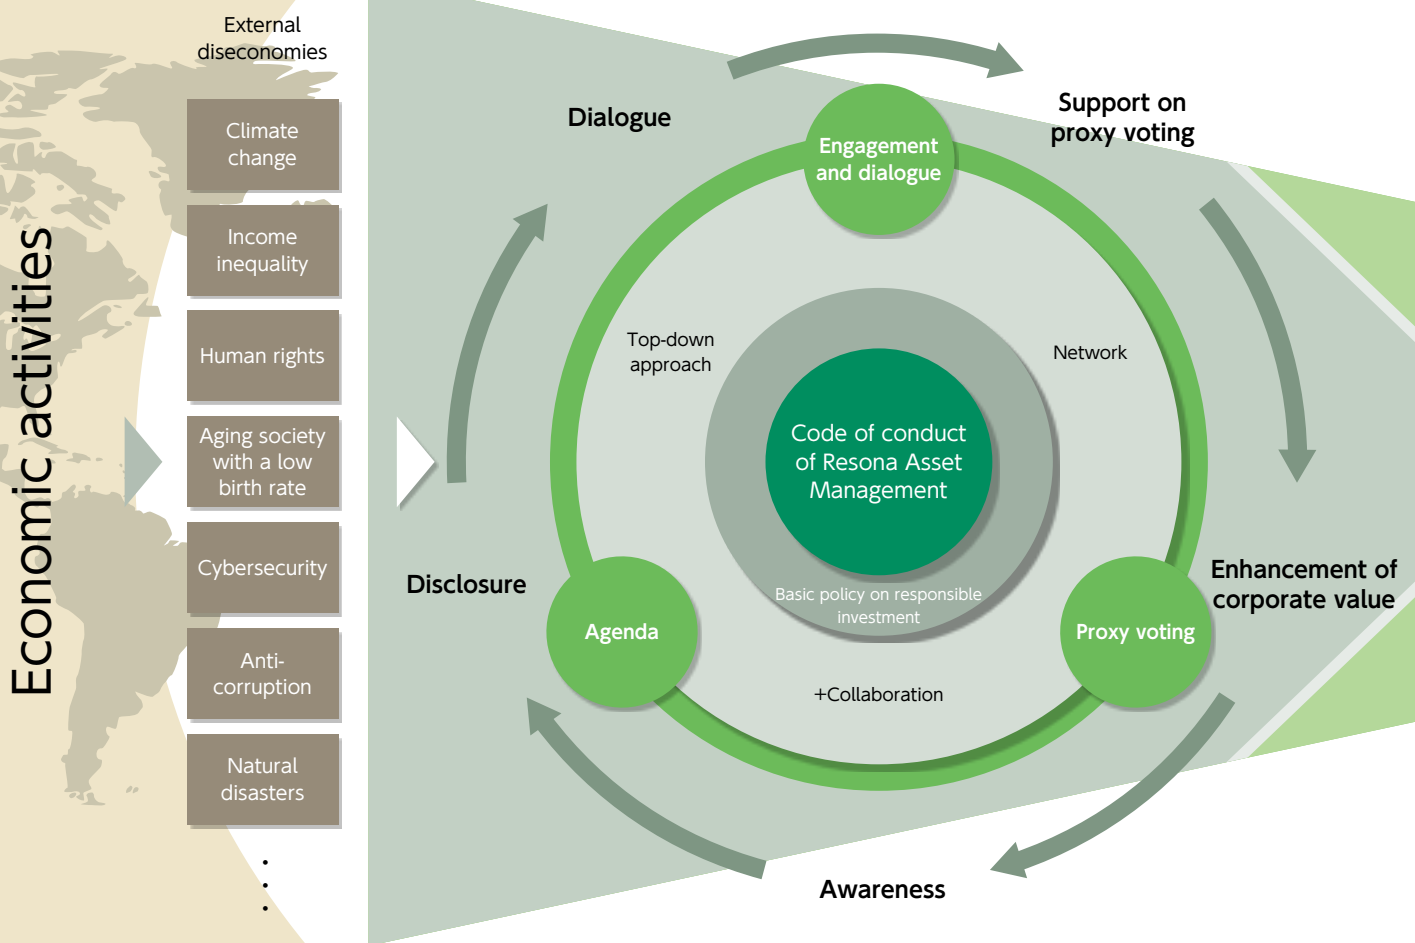 Economic activities
External
diseconomies
Climate
change
Income
inequality
Human rights
Aging society
with a low
birth rate
Cybersecurity
Anti-
corruption
Natural
disasters
Dialogue
Support on
proxy voting
Engagement
and dialogue
Top-down
approach
Network
Code of conduct
of Resona Asset
Management
Basic policy on responsible
investment
Disclosure
Enhancement of
corporate value
Agenda
Proxy voting
+Collaboration
Awareness